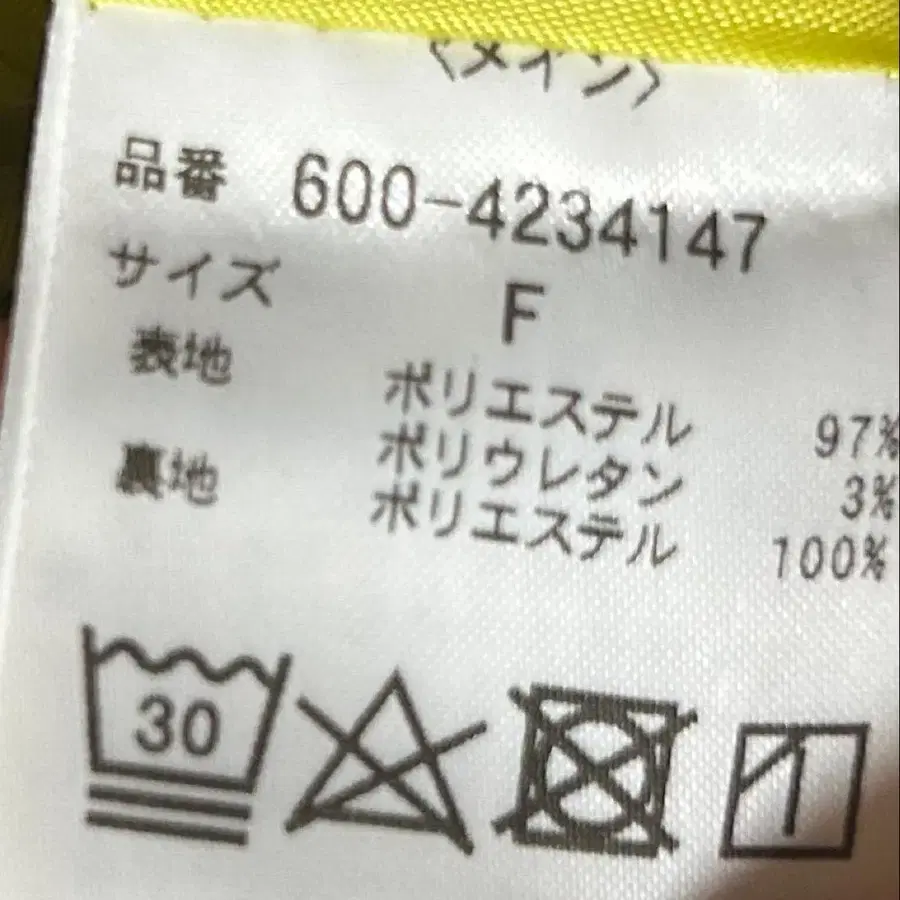 〈メイン〉
品番 600-4234147
サイズ F
表地 ポリエステル 97%
ポリウレタン 3%
裏地 ポリエステル 100%
30